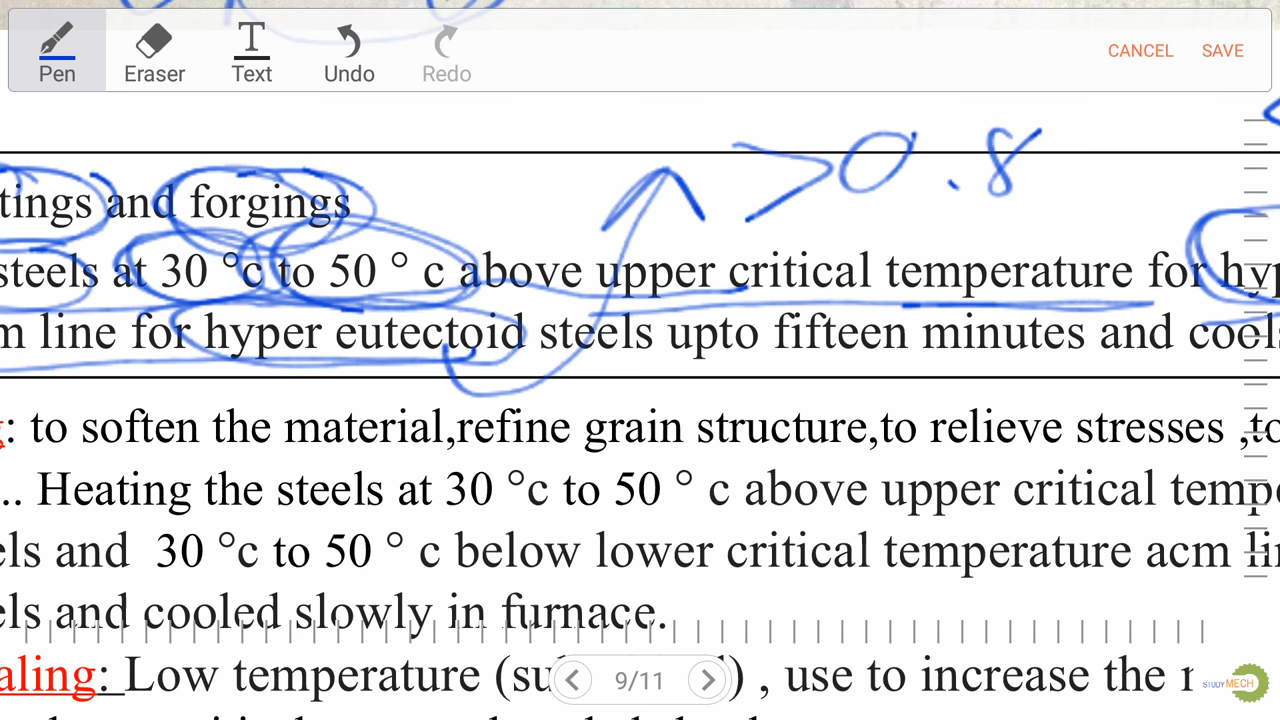 Pen Eraser Text Undo Redo CANCEL SAVE
>0.8
tings and forgings
steels at 30 °c to 50 ° c above upper critical temperature for hyp
m line for hyper eutectoid steels upto fifteen minutes and cools
: to soften the material,refine grain structure,to relieve stresses ,to
.. Heating the steels at 30 °c to 50 ° c above upper critical tempe
els and 30 °c to 50 ° c below lower critical temperature acm lin
els and cooled slowly in furnace.
aling: Low temperature (su ) , use to increase the
9/11
STUDYMECH